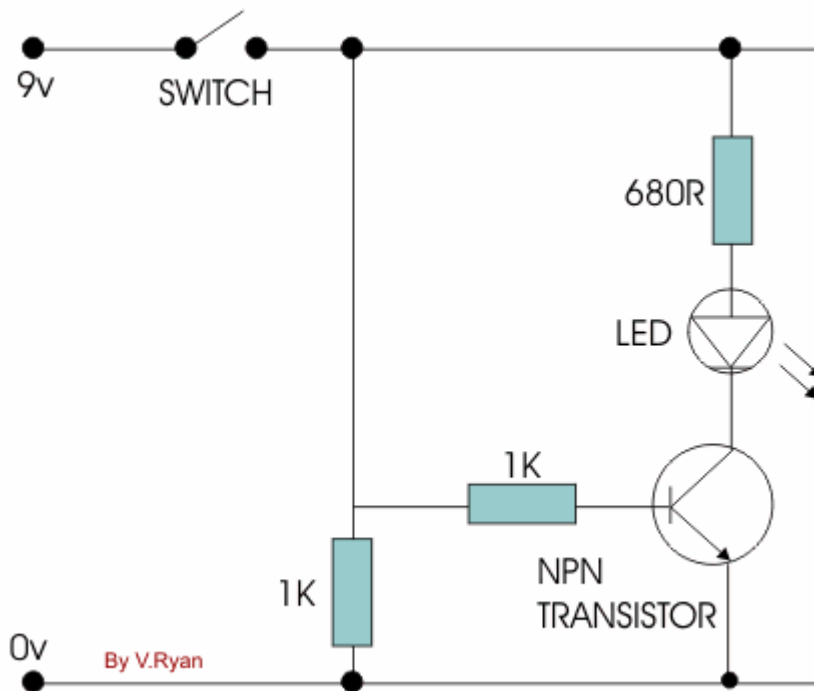 9v
SWITCH
680R
LED
1K
1K
NPN
TRANSISTOR
0v
By V.Ryan